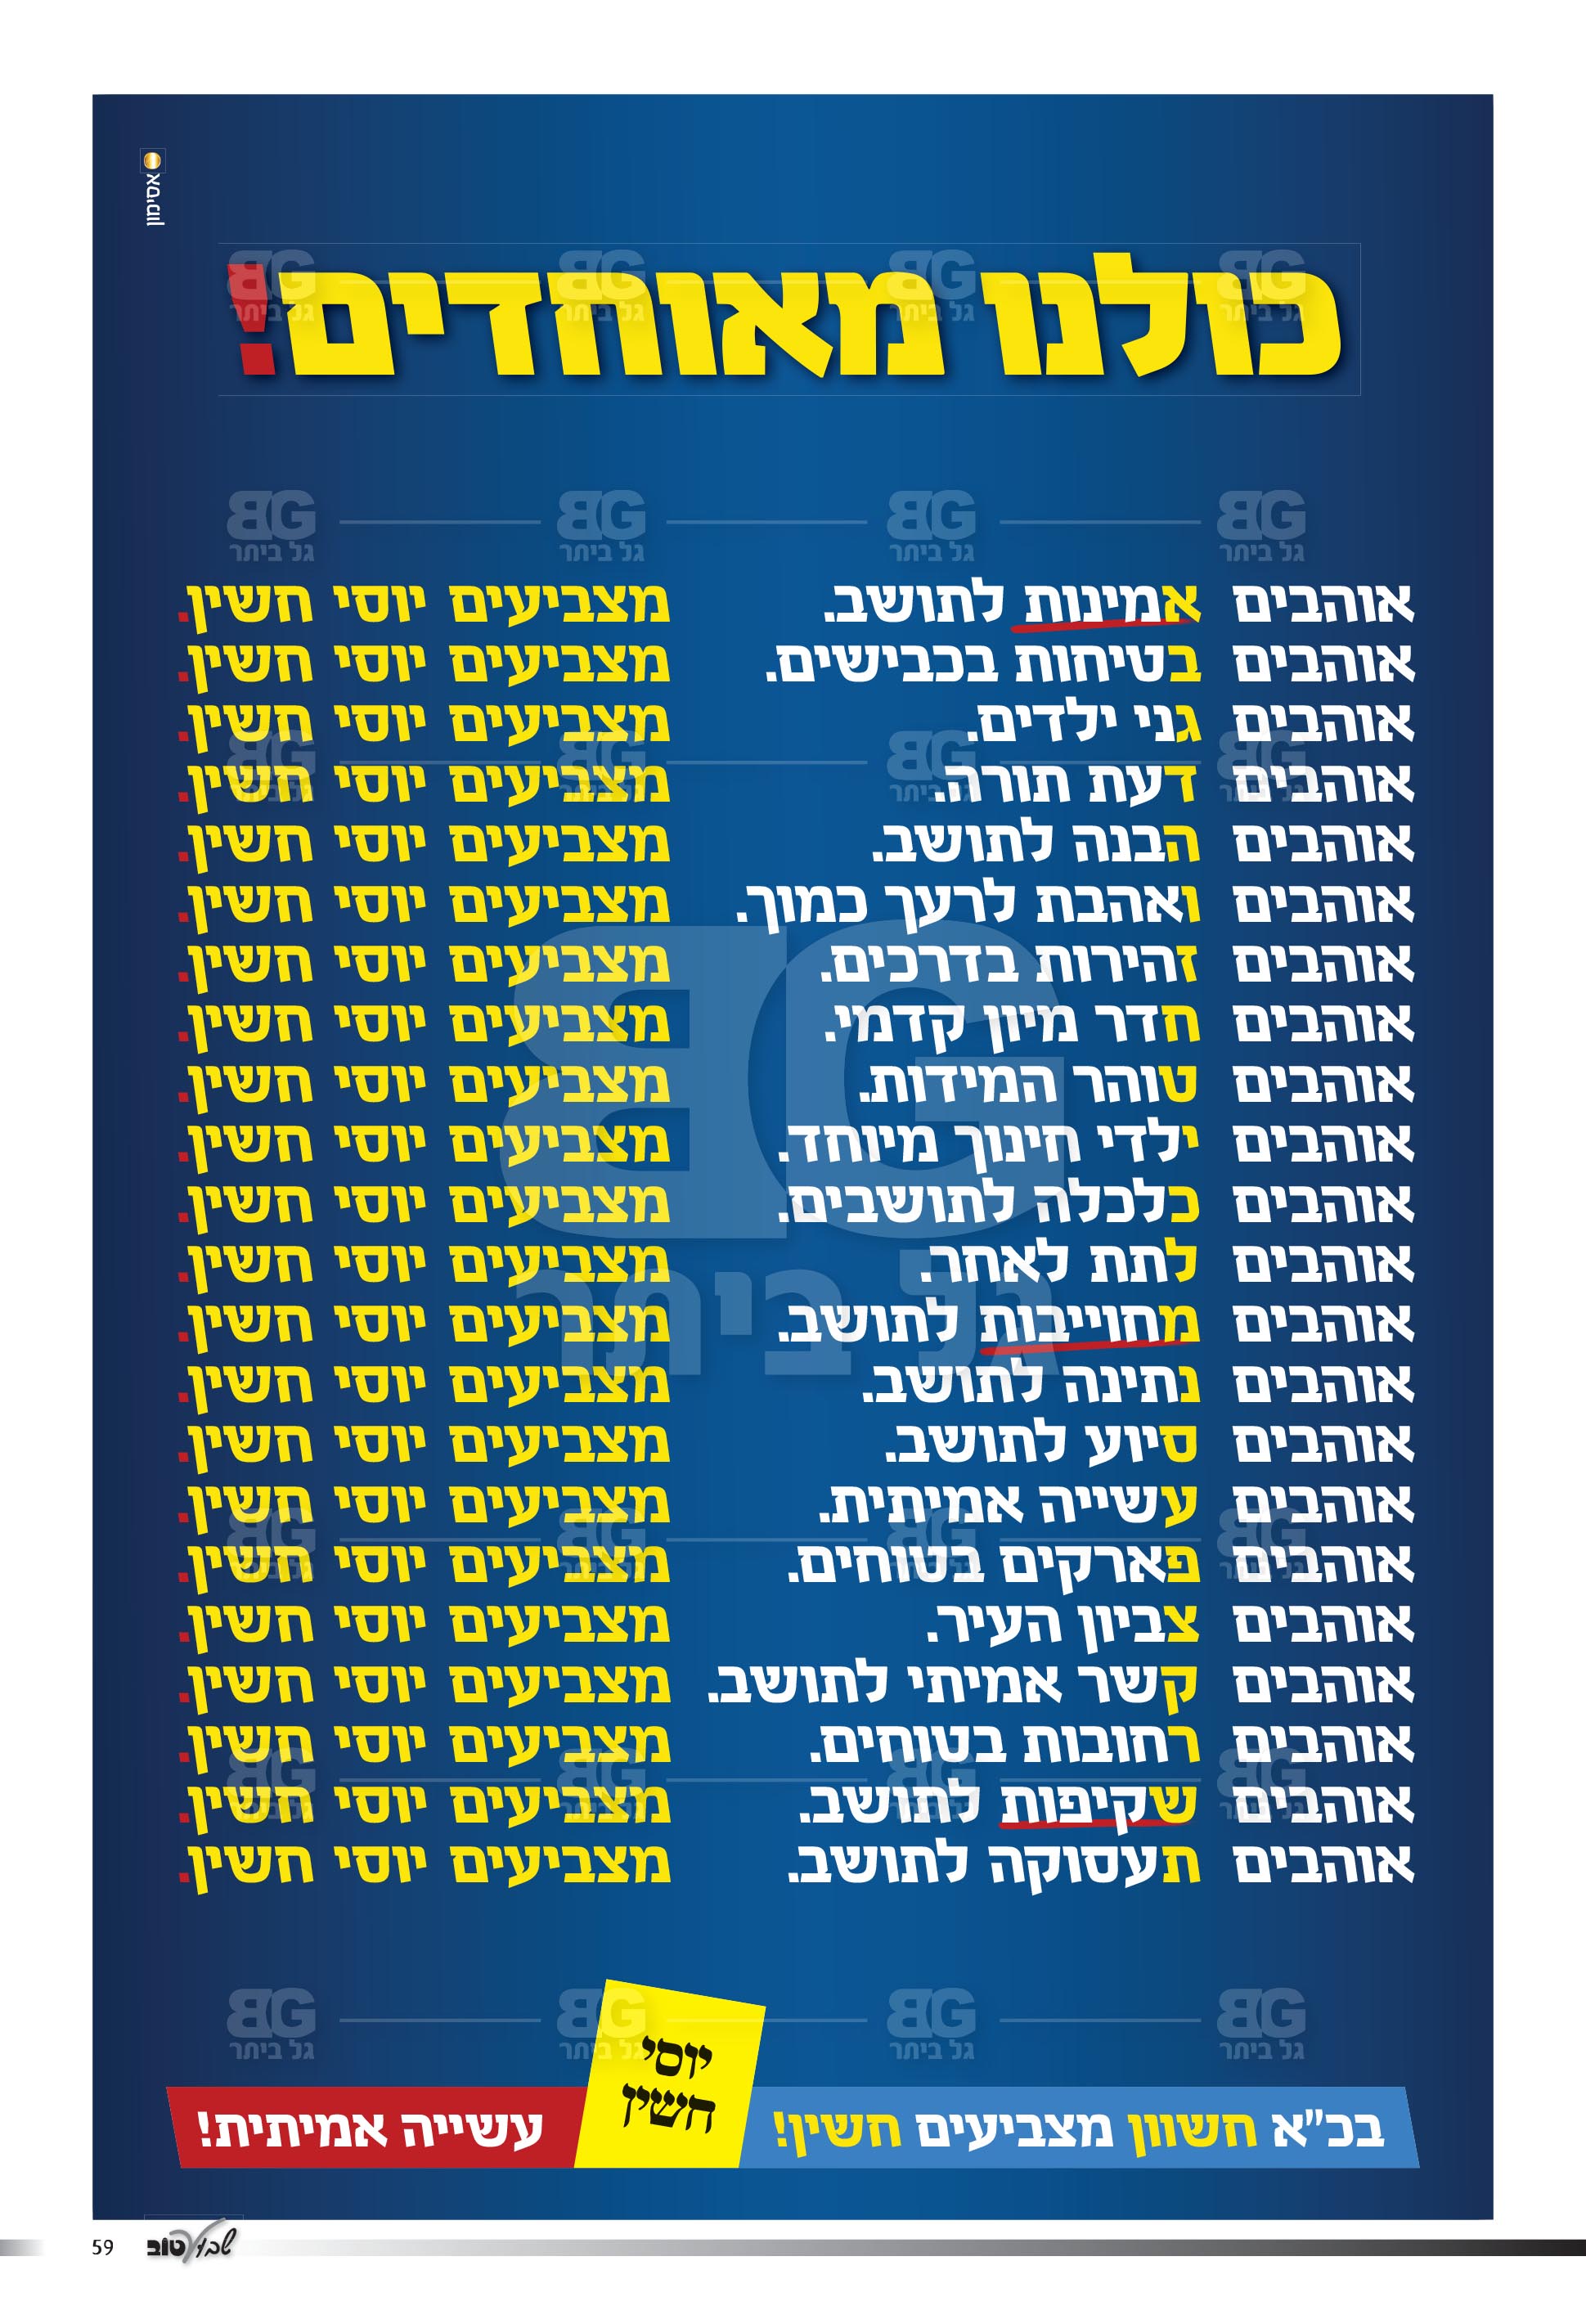 אמיתון
כולנו מאוחדים!
אוהבים אמינות לתושב. מצביעים יוסי חשין.
אוהבים בטיחות בכבישים. מצביעים יוסי חשין.
אוהבים גני ילדים. מצביעים יוסי חשין.
אוהבים דעת תורה. מצביעים יוסי חשין.
אוהבים הבנה לתושב. מצביעים יוסי חשין.
אוהבים ואהבת לרעך כמוך. מצביעים יוסי חשין.
אוהבים זהירות בדרכים. מצביעים יוסי חשין.
אוהבים חדר מיון קדמי. מצביעים יוסי חשין.
אוהבים טוהר המידות. מצביעים יוסי חשין.
אוהבים ילדי חינוך מיוחד. מצביעים יוסי חשין.
אוהבים כלכלה לתושבים. מצביעים יוסי חשין.
אוהבים לתת לאחר. מצביעים יוסי חשין.
אוהבים מחוייבות לתושב. מצביעים יוסי חשין.
אוהבים נתינה לתושב. מצביעים יוסי חשין.
אוהבים סיוע לתושב. מצביעים יוסי חשין.
אוהבים עשייה אמיתית. מצביעים יוסי חשין.
אוהבים פארקים בטוחים. מצביעים יוסי חשין.
אוהבים צביון העיר. מצביעים יוסי חשין.
אוהבים קשר אמיתי לתושב. מצביעים יוסי חשין.
אוהבים רחובות בטוחים. מצביעים יוסי חשין.
אוהבים שקיפות לתושב. מצביעים יוסי חשין.
אוהבים תעסוקה לתושב. מצביעים יוסי חשין.
BG
גל ביתר
יוסי
חשין
בכ"א חשוון מצביעים חשין! עשייה אמיתית!
שבוע טוב 59